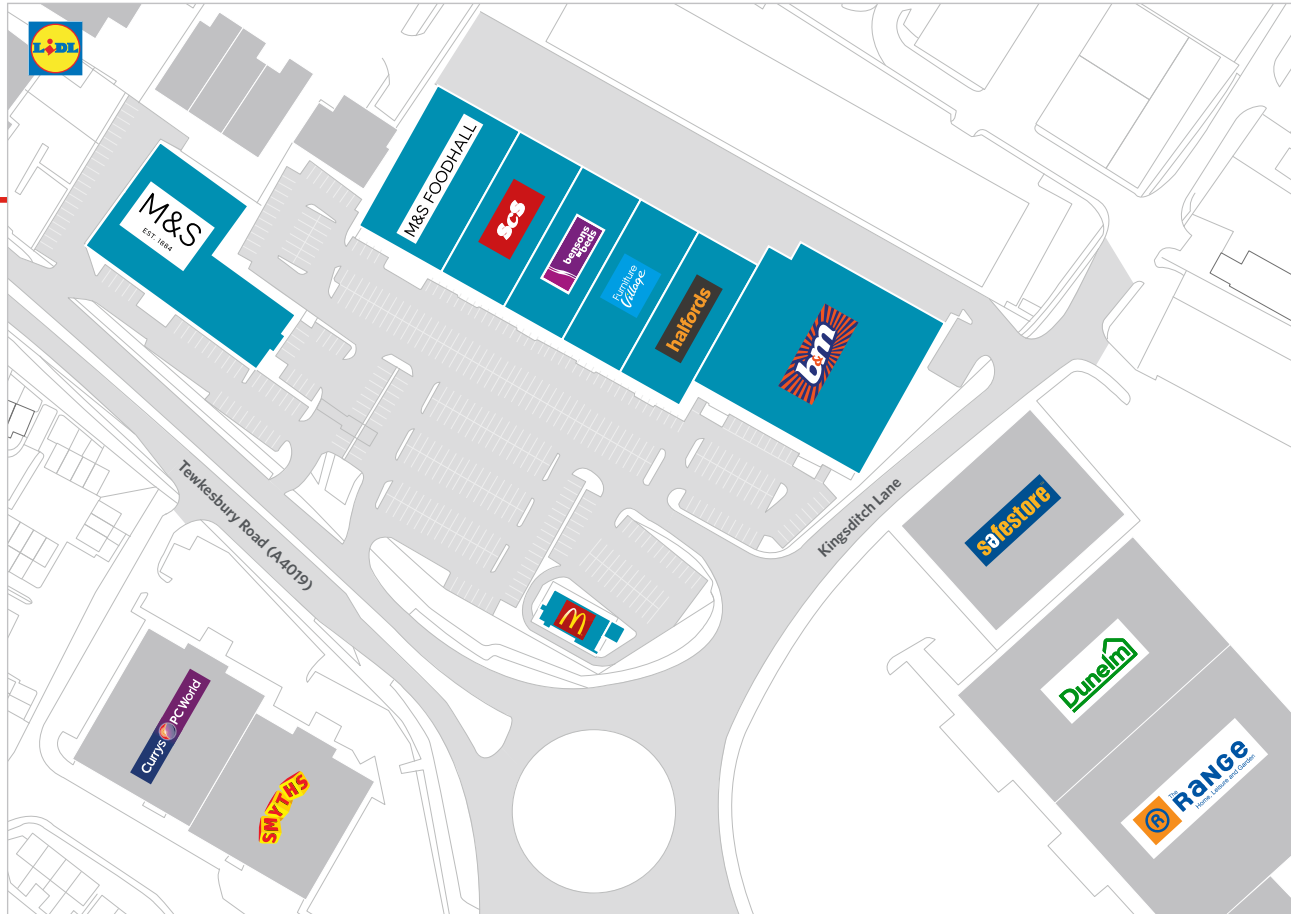 LIDL
M&S
EST. 1884
M&S FOODHALL
ScS
bensons
for beds
Furniture
Village
halfords
b&m
Tewkesbury Road (A4019)
Kingsditch Lane
safestore
M
Dunelm
The
RANGE
Home, Leisure and Garden
R
Currys PC World
SMYTHS